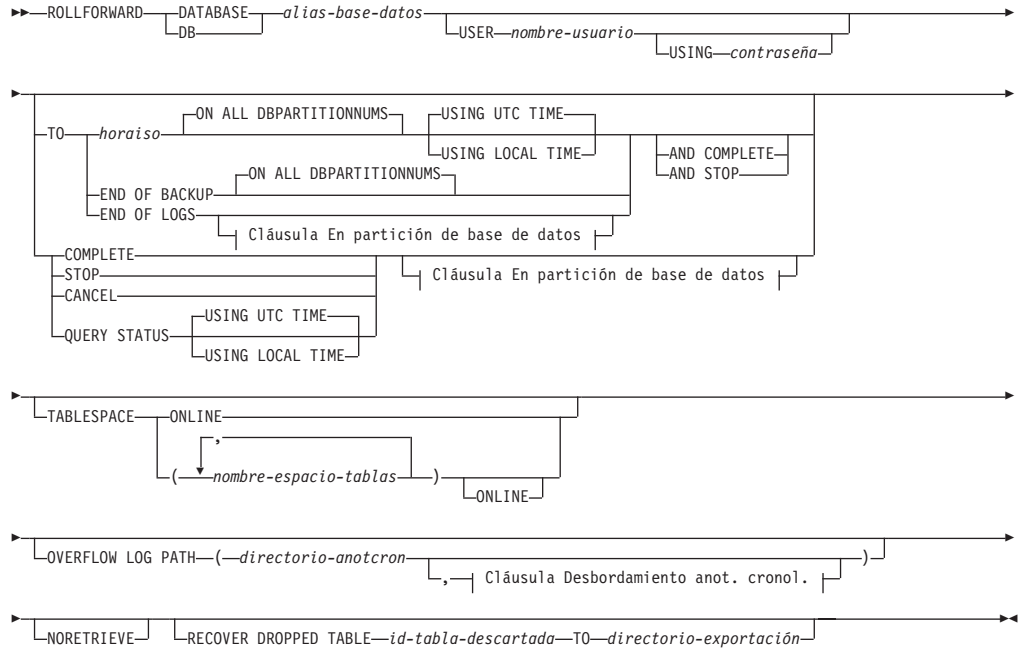 ROLLFORWARD DATABASE alias-base-datos
DB USER nombre-usuario
USING contraseña
ON ALL DBPARTITIONNUMS USING UTC TIME
TO horaiso
USING LOCAL TIME AND COMPLETE
ON ALL DBPARTITIONNUMS AND STOP
END OF BACKUP
END OF LOGS
Cláusula En partición de base de datos
COMPLETE
STOP Cláusula En partición de base de datos
CANCEL
USING UTC TIME
QUERY STATUS
USING LOCAL TIME
TABLESPACE ONLINE
,
( nombre-espacio-tablas )
ONLINE
OVERFLOW LOG PATH ( directorio-anotcron )
, Cláusula Desbordamiento anot. cronol.
NORETRIEVE RECOVER DROPPED TABLE id-tabla-descartada TO directorio-exportación